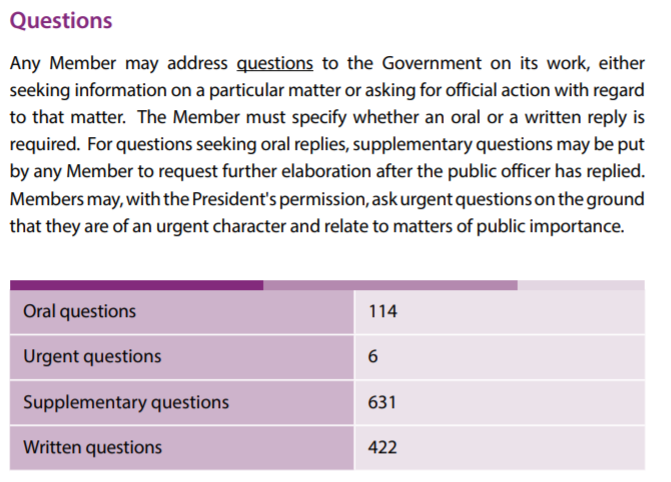 Questions
Any Member may address questions to the Government on its work, either
seeking information on a particular matter or asking for official action with regard
to that matter. The Member must specify whether an oral or a written reply is
required. For questions seeking oral replies, supplementary questions may be put
by any Member to request further elaboration after the public officer has replied.
Members may, with the President's permission, ask urgent questions on the ground
that they are of an urgent character and relate to matters of public importance.
Oral questions 114
Urgent questions 6
Supplementary questions 631
Written questions 422